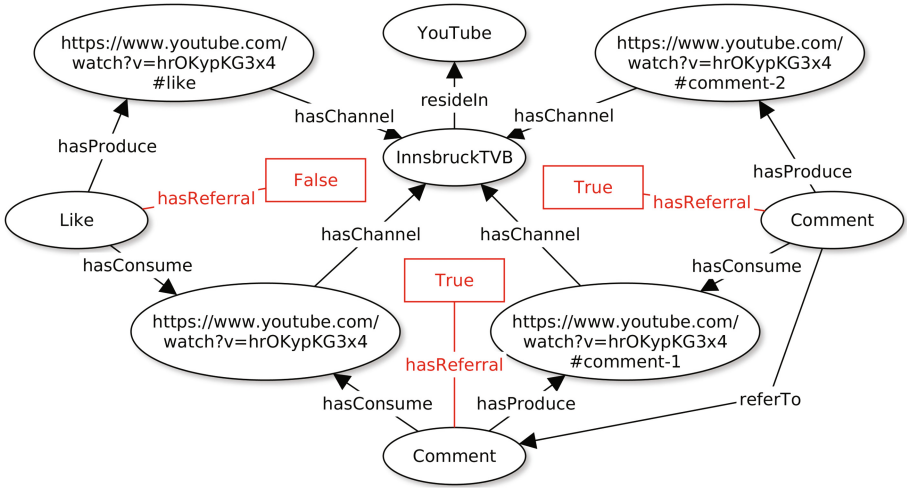 https://www.youtube.com/
watch?v=hrOKypKG3x4
#like
YouTube
https://www.youtube.com/
watch?v=hrOKypKG3x4
#comment-2
resideIn
hasChannel
hasChannel
hasProduce
InnsbruckTVB
hasProduce
False
True
hasReferral
hasReferral
Like
Comment
hasChannel
hasChannel
hasConsume
hasConsume
True
https://www.youtube.com/
watch?v=hrOKypKG3x4
https://www.youtube.com/
watch?v=hrOKypKG3x4
#comment-1
hasReferral
hasConsume
hasProduce
referTo
Comment